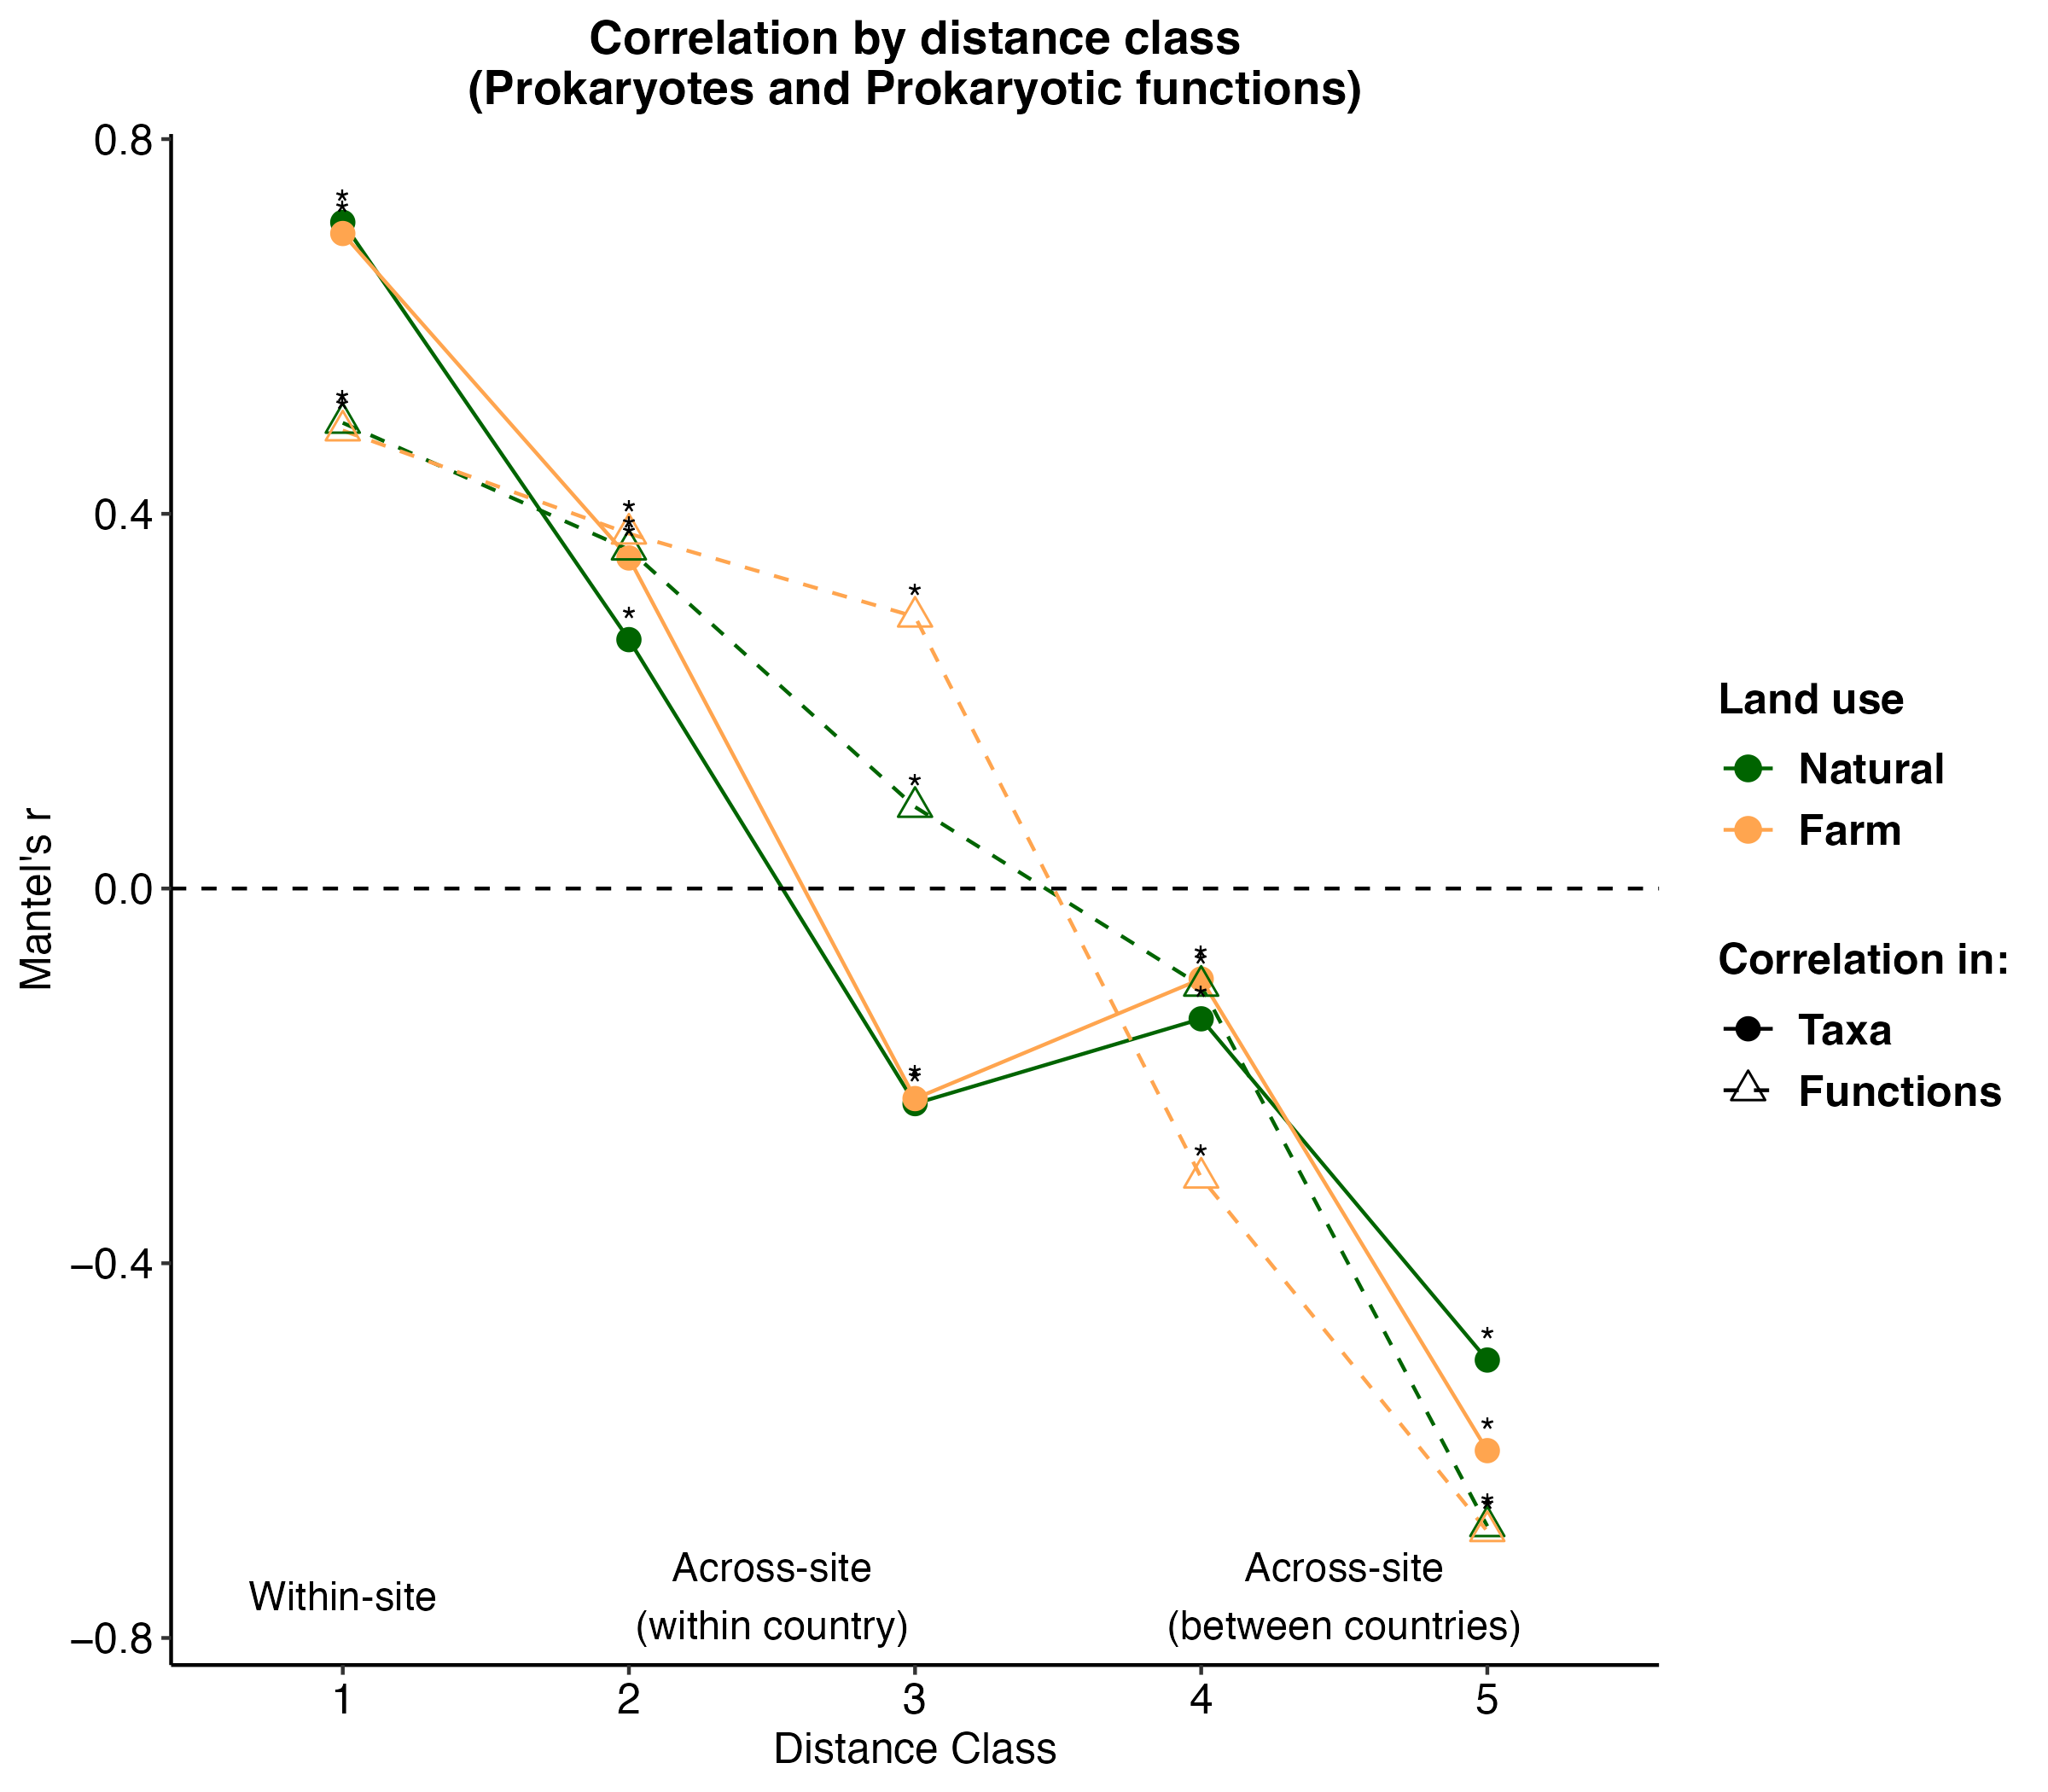 Correlation by distance class
(Prokaryotes and Prokaryotic functions)
0.8
0.4
0.0
−0.4
−0.8
Mantel's r
Within-site
Across-site
(within country)
Across-site
(between countries)
1 2 3 4 5
Distance Class
Land use
Natural
Farm
Correlation in:
Taxa
Functions